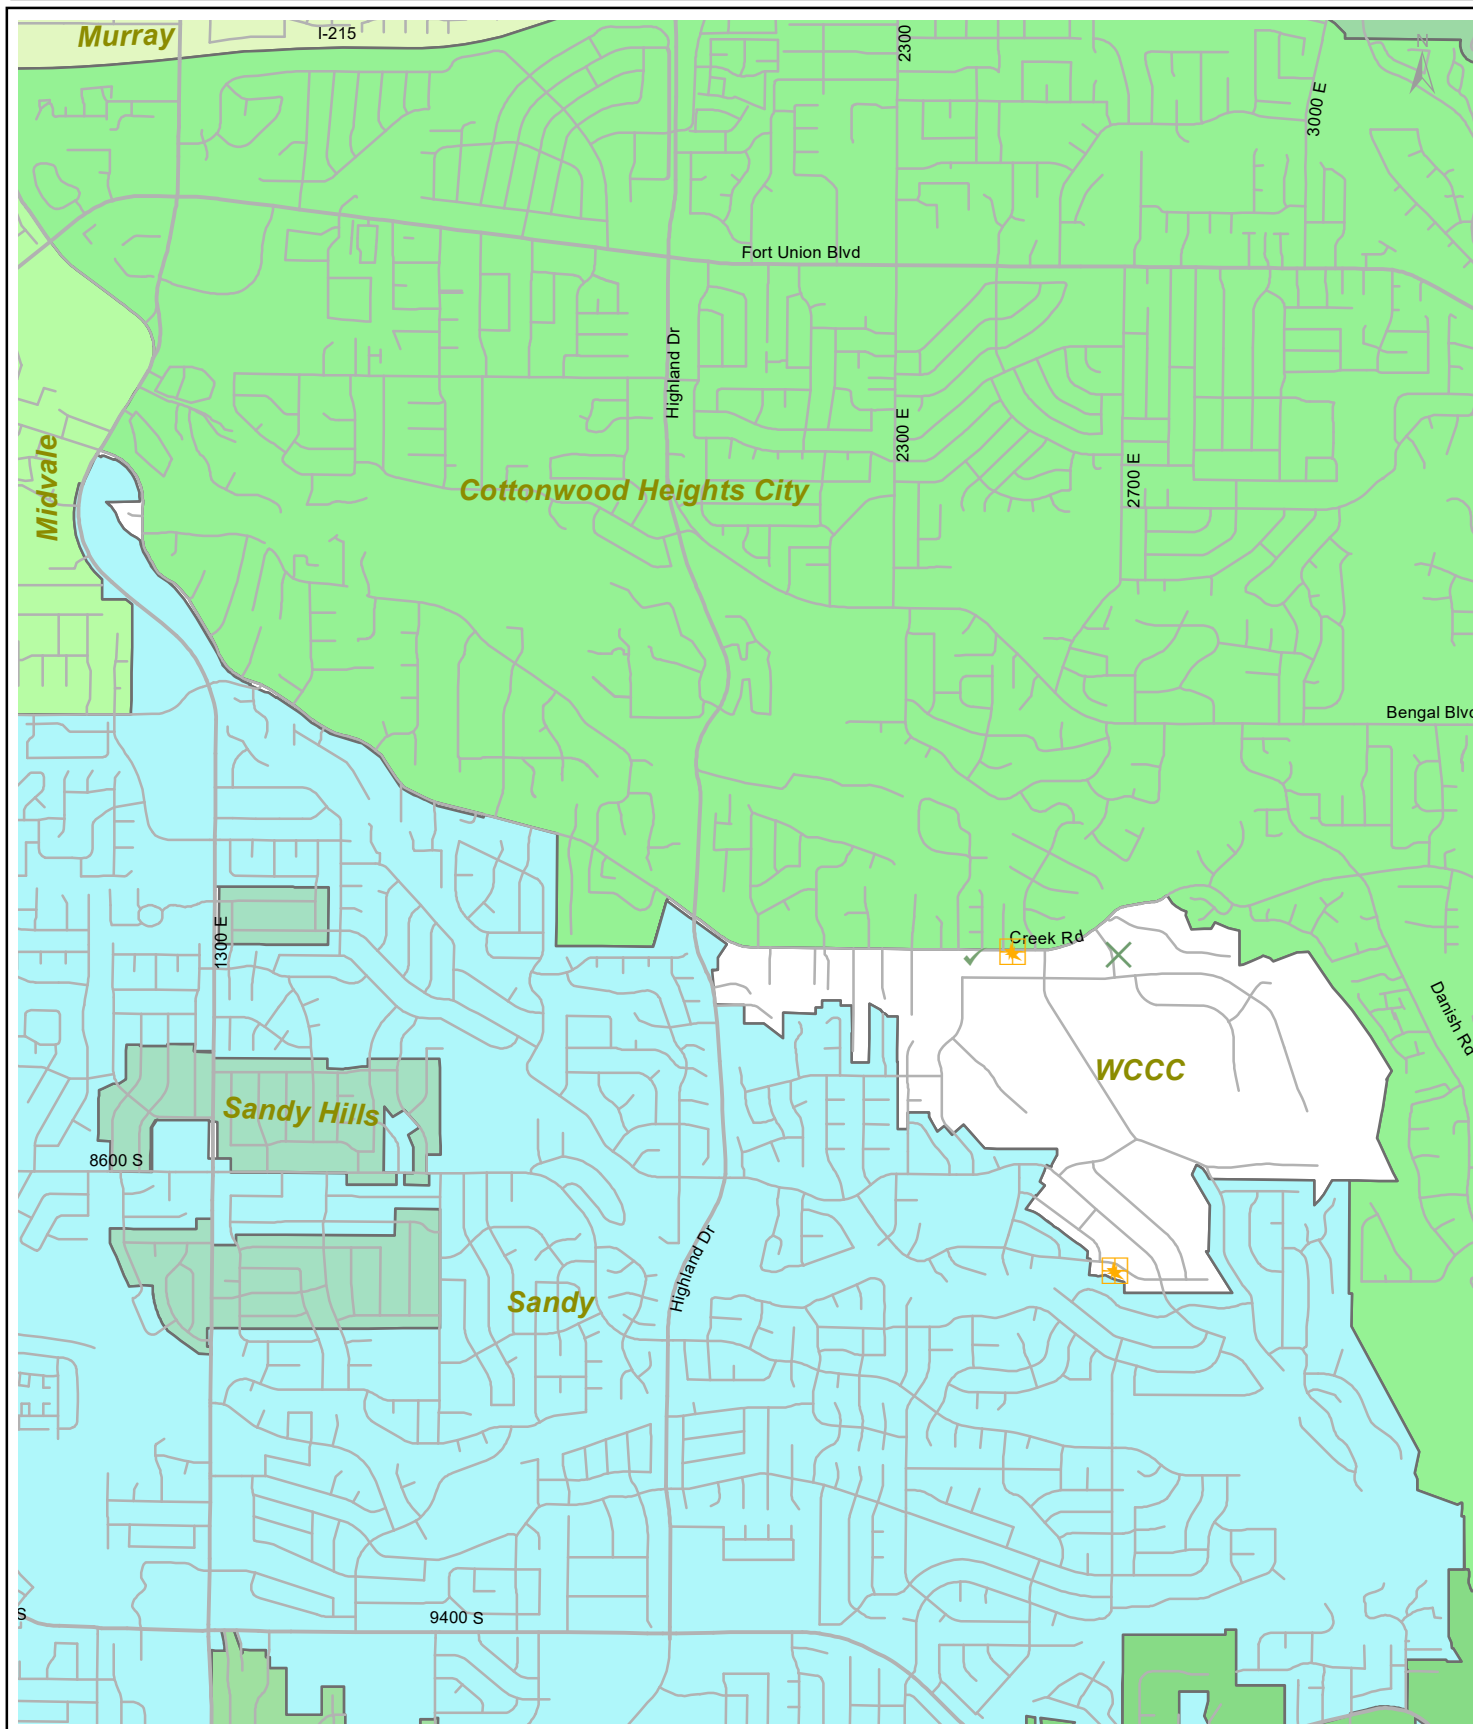 Murray
I-215
2300
N
3000 E
Fort Union Blvd
Highland Dr
2300 E
Midvale
Cottonwood Heights City
2700 E
Bengal Blvd
1300 E
Creek Rd
Danish Rd
WCCC
Sandy Hills
8600 S
Highland Dr
Sandy
S
9400 S